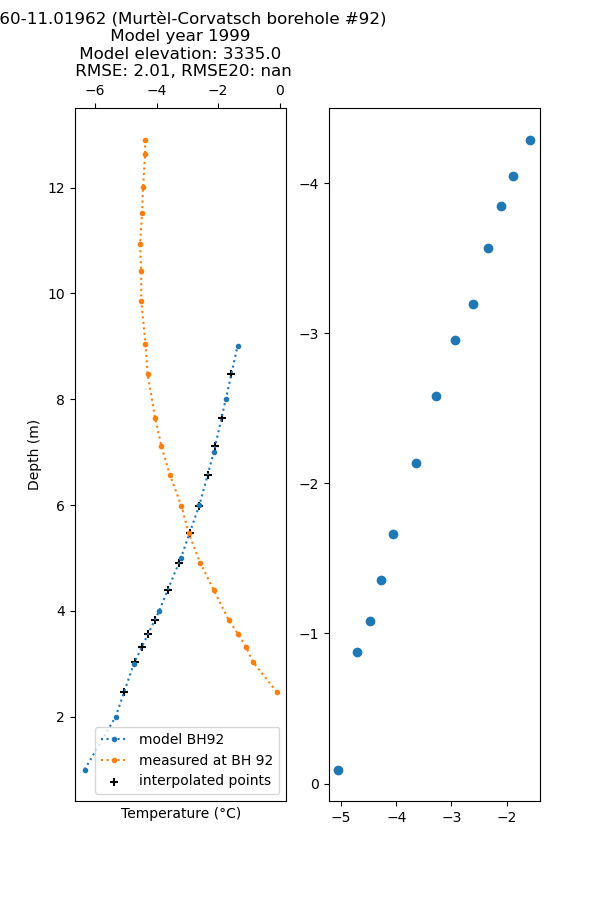 60-11.01962 (Murtèl-Corvatsch borehole #92)
Model year 1999
Model elevation: 3335.0
RMSE: 2.01, RMSE20: nan
−6 −4 −2 0
12
10
8
6
4
2
Depth (m)
Temperature (°C)
model BH92
measured at BH 92
interpolated points
−4
−3
−2
−1
0
−5 −4 −3 −2